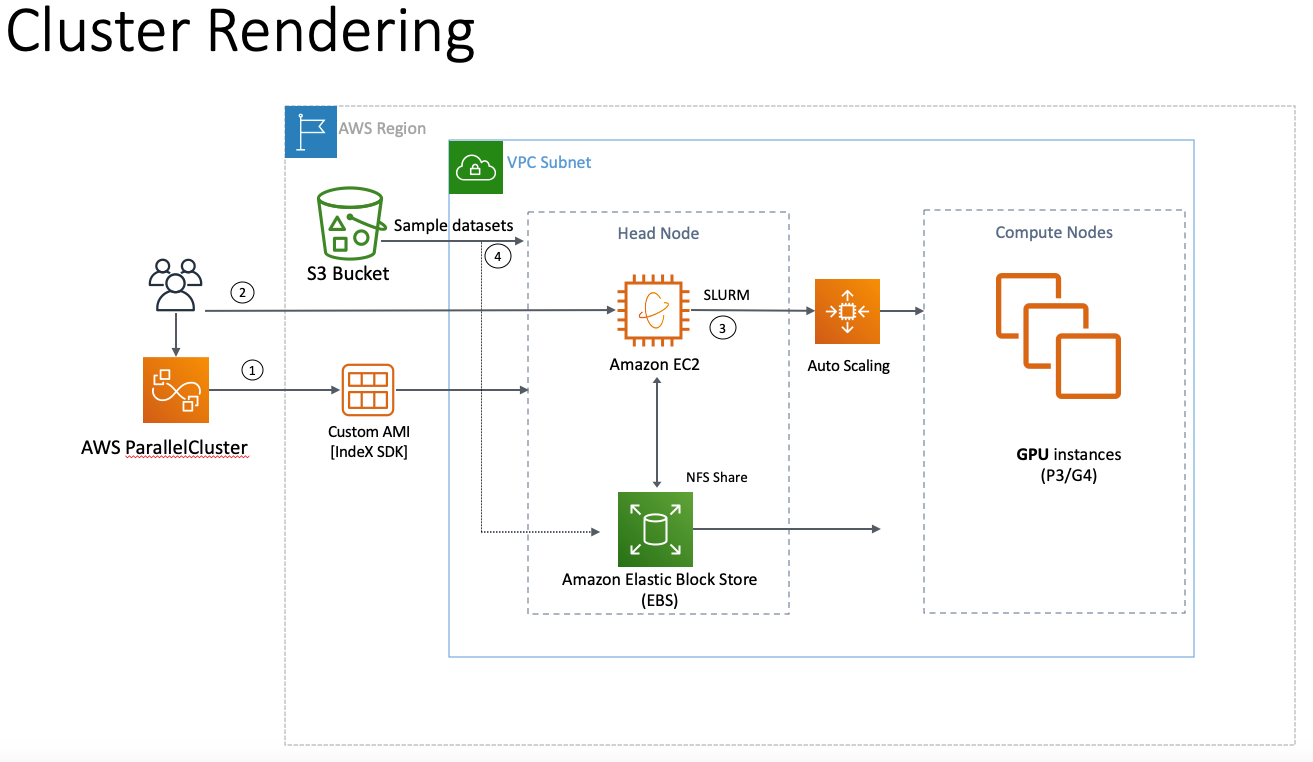 Cluster Rendering
AWS Region
VPC Subnet
Sample datasets
4
S3 Bucket
Head Node
Compute Nodes
2
SLURM
3
Amazon EC2
Auto Scaling
1
AWS ParallelCluster
Custom AMI
[IndeX SDK]
GPU instances
(P3/G4)
NFS Share
Amazon Elastic Block Store
(EBS)